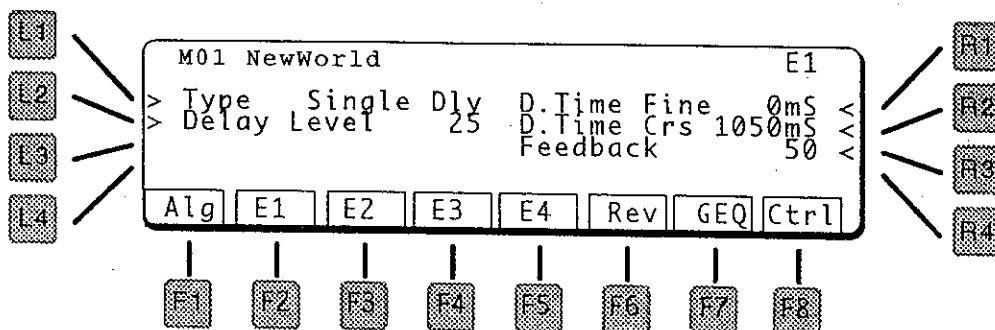 L1
L2
L3
L4
M01 NewWorld E1
> Type Single Dly D.Time Fine 0mS <
> Delay Level 25 D.Time Crs 1050mS <
Feedback 50 <
Alg E1 E2 E3 E4 Rev GEQ Ctrl
R1
R2
R3
R4
F1 F2 F3 F4 F5 F6 F7 F8